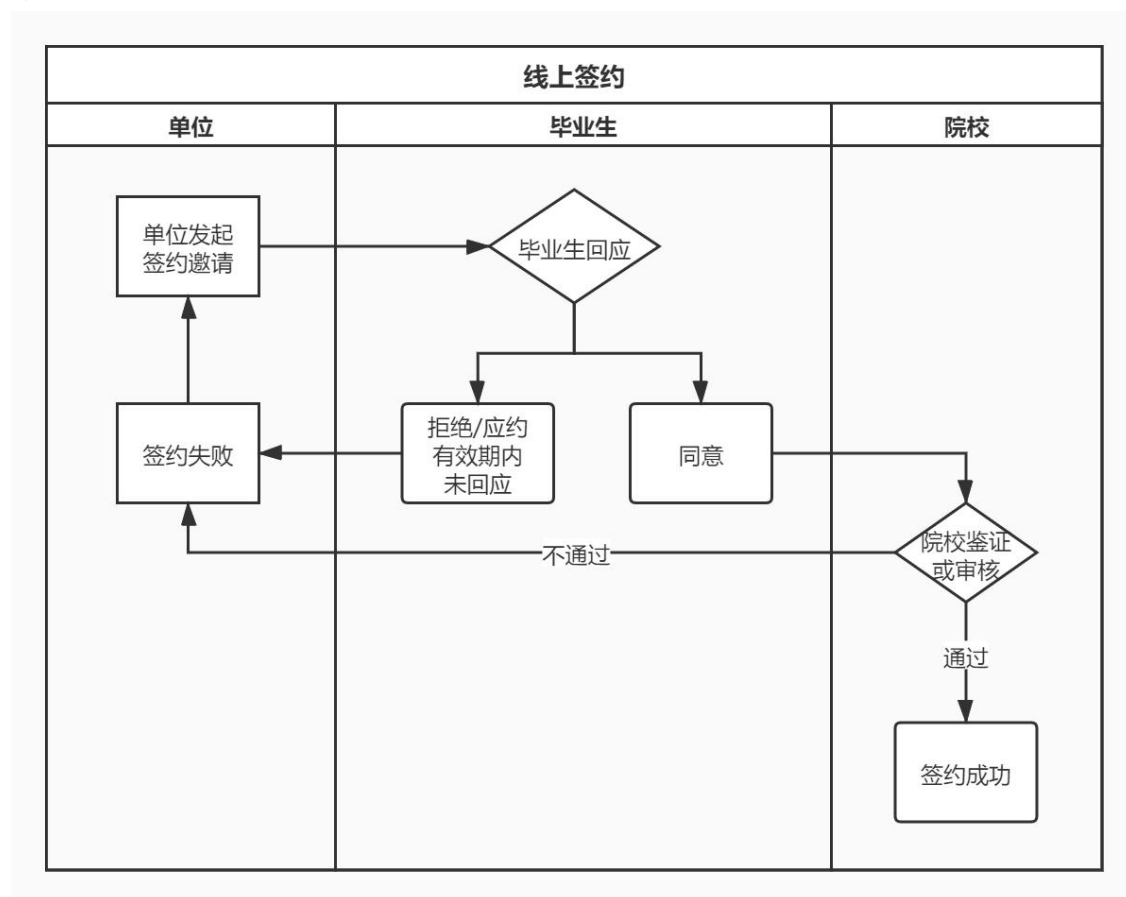 线上签约
单位
毕业生
院校
单位发起
签约邀请
毕业生回应
签约失败
拒绝/应约
有效期内
未回应
同意
院校鉴证
或审核
不通过
通过
签约成功